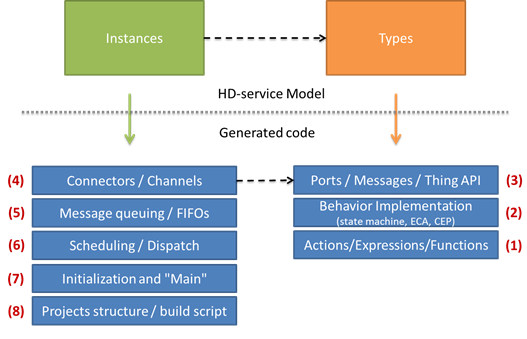 Instances
Types
HD-service Model
Generated code
(4)
Connectors / Channels
Ports / Messages / Thing API
(3)
(5)
Message queuing / FIFOs
Behavior Implementation
(state machine, ECA, CEP)
(2)
(6)
Scheduling / Dispatch
Actions/Expressions/Functions
(1)
(7)
Initialization and "Main"
(8)
Projects structure / build script